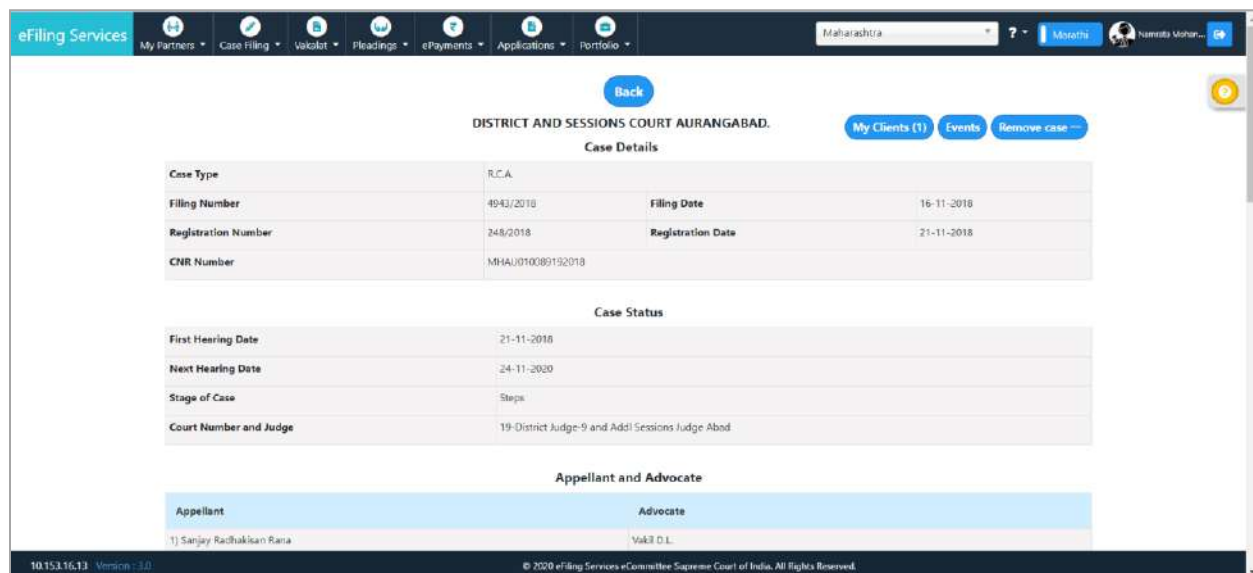 eFiling Services
My Partners Case Filing Vakalat Pleadings ePayments Applications Portfolio
Maharashtra
? Marathi Namrata Mohan...
Back
DISTRICT AND SESSIONS COURT AURANGABAD.
My Clients (1) Events Remove case —
Case Details
Case Type R.C.A.
Filing Number 4943/2018 Filing Date 16-11-2018
Registration Number 248/2018 Registration Date 21-11-2018
CNR Number MHAU010089192018
Case Status
First Hearing Date 21-11-2018
Next Hearing Date 24-11-2020
Stage of Case Steps
Court Number and Judge 19-District Judge-9 and Addl Sessions Judge Abad
Appellant and Advocate
Appellant Advocate
1) Sanjay Radhakisan Rana Vakil D.L.
10.153.16.13 Version : 3.0 © 2020 eFiling Services eCommittee Supreme Court of India. All Rights Reserved.